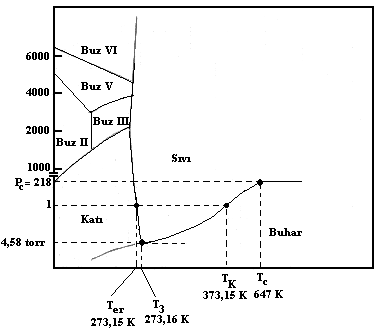 Buz VI
6000
Buz V
4000
Buz III
2000
Buz II
Sıvı
1000
Pc= 218
1
Katı
Buhar
4,58 torr
Ter
T3
TK
Tc
373,15 K
647 K
273,15 K
273,16 K